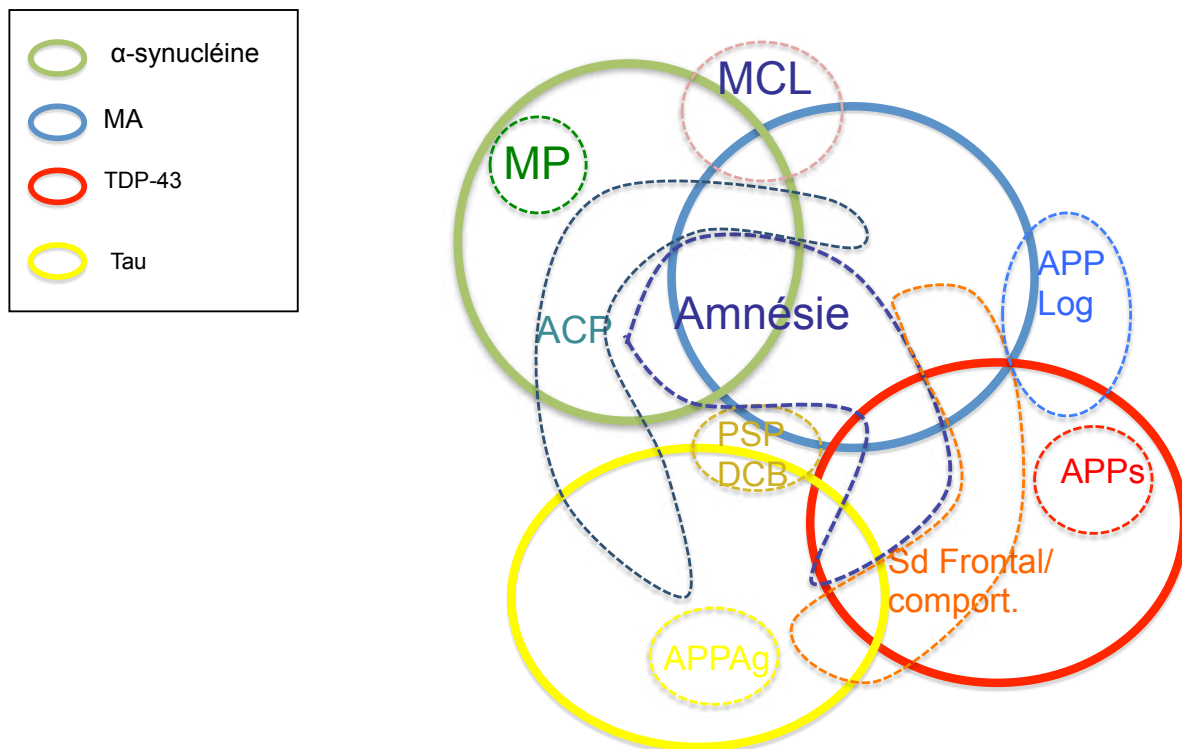 α-synucléine
MA
TDP-43
Tau
MCL
MP
APP
Log
Amnésie
ACP
PSP
DCB
APPs
Sd Frontal/
comport.
APPAg